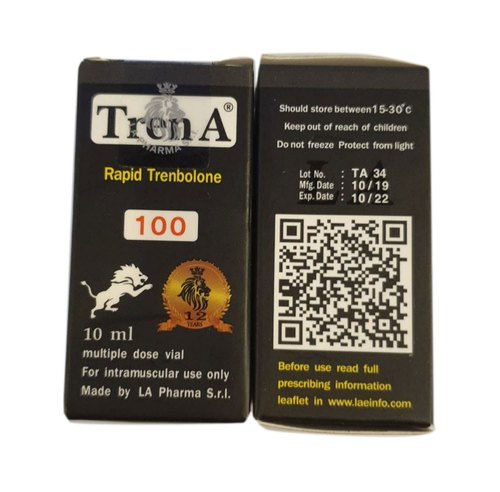 TrenA®
PHARMA S
Rapid Trenbolone
100
12
YEARS
10 ml
multiple dose vial
For intramuscular use only
Made by LA Pharma S.r.l.
Should store between 15-30°c
Keep out of reach of children
Do not freeze Protect from light
Lot No. : TA 34
Mfg. Date : 10/19
Exp. Date : 10/22
Before use read full
prescribing information
leaflet in www.laeinfo.com